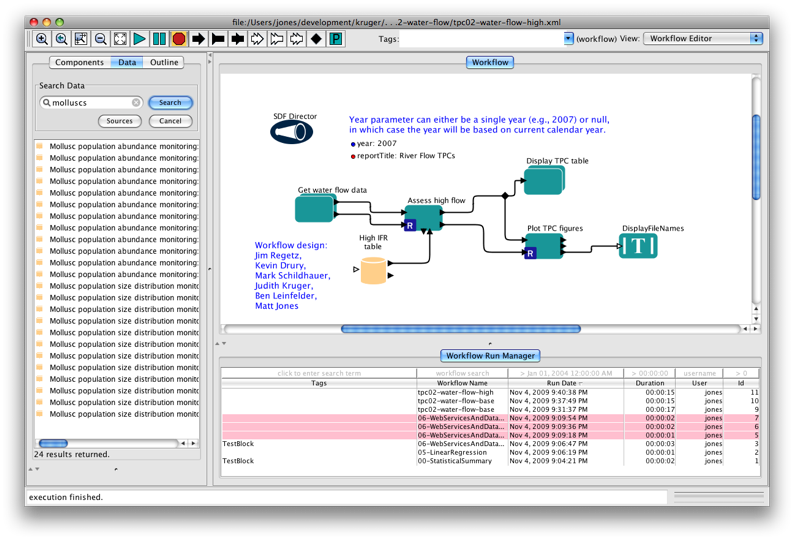 file:/Users/jones/development/kruger/. . .2-water-flow/tpc02-water-flow-high.xml
Tags:
(workflow) View:
Workflow Editor
Components
Data
Outline
Search Data
molluscs
Search
Sources
Cancel
Mollusc population abundance monitoring:
Mollusc population abundance monitoring:
Mollusc population abundance monitoring:
Mollusc population abundance monitoring:
Mollusc population abundance monitoring:
Mollusc population abundance monitoring:
Mollusc population abundance monitoring:
Mollusc population abundance monitoring:
Mollusc population abundance monitoring:
Mollusc population abundance monitoring:
Mollusc population abundance monitoring:
Mollusc population size distribution monito
Mollusc population size distribution monito
Mollusc population size distribution monito
Mollusc population size distribution monito
Mollusc population size distribution monito
Mollusc population size distribution monito
Mollusc population size distribution monito
Mollusc population size distribution monito
Mollusc population size distribution monito
Mollusc population size distribution monito
Mollusc population size distribution monito
Mollusc population size distribution monito
24 results returned.
execution finished.
Workflow
SDF Director
Year parameter can either be a single year (e.g., 2007) or null,
in which case the year will be based on current calendar year.
year: 2007
reportTitle: River Flow TPCs
Display TPC table
Get water flow data
Assess high flow
R
Plot TPC figures
R
DisplayFileNames
T
High IFR
table
Workflow design:
Jim Regetz,
Kevin Drury,
Mark Schildhauer,
Judith Kruger,
Ben Leinfelder,
Matt Jones
Workflow Run Manager
click to enter search term workflow search > Jan 01, 2004 12:00:00 AM > 00:00:00 username > 0
Tags Workflow Name Run Date Duration User Id
tpc02-water-flow-high Nov 4, 2009 9:40:38 PM 00:00:15 jones 11
tpc02-water-flow-base Nov 4, 2009 9:37:49 PM 00:00:15 jones 10
tpc02-water-flow-base Nov 4, 2009 9:31:37 PM 00:00:17 jones 9
06-WebServicesAndData... Nov 4, 2009 9:09:54 PM 00:00:02 jones 7
06-WebServicesAndData... Nov 4, 2009 9:09:36 PM 00:00:02 jones 6
06-WebServicesAndData... Nov 4, 2009 9:09:18 PM 00:00:01 jones 5
TestBlock 06-WebServicesAndData... Nov 4, 2009 9:06:47 PM 00:00:03 jones 3
05-LinearRegression Nov 4, 2009 9:06:19 PM 00:00:01 jones 2
TestBlock 00-StatisticalSummary Nov 4, 2009 9:04:21 PM 00:00:02 jones 1